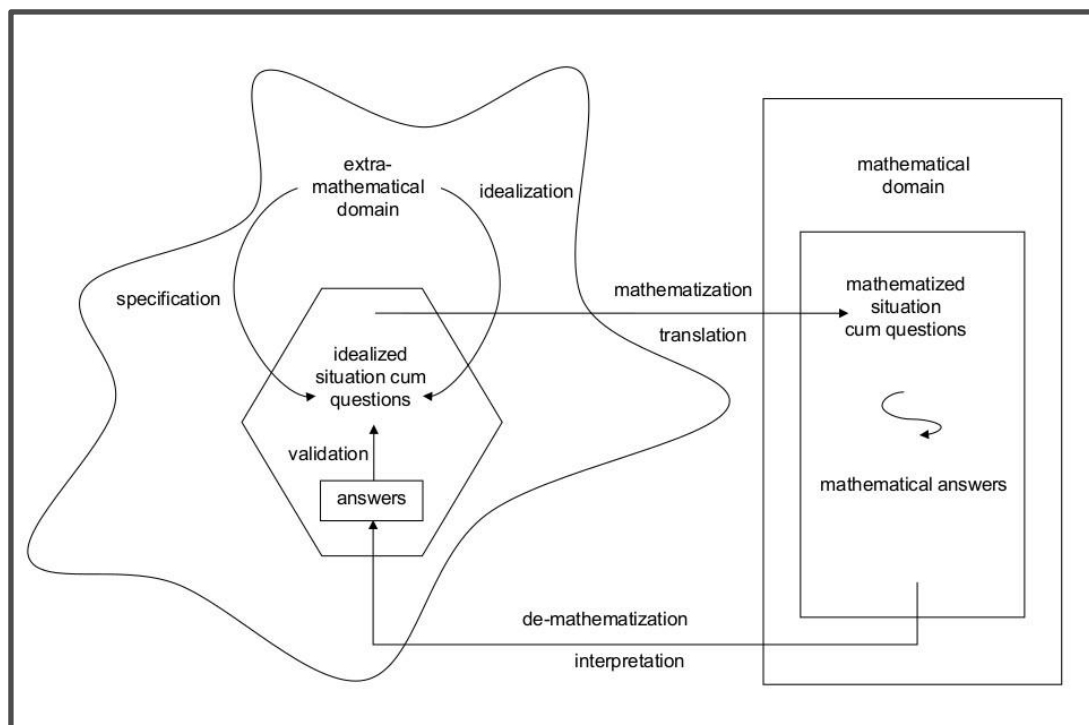 extra-
mathematical
domain
idealization
specification
idealized
situation cum
questions
validation
answers
mathematization
translation
mathematical
domain
mathematized
situation
cum questions
mathematical answers
de-mathematization
interpretation